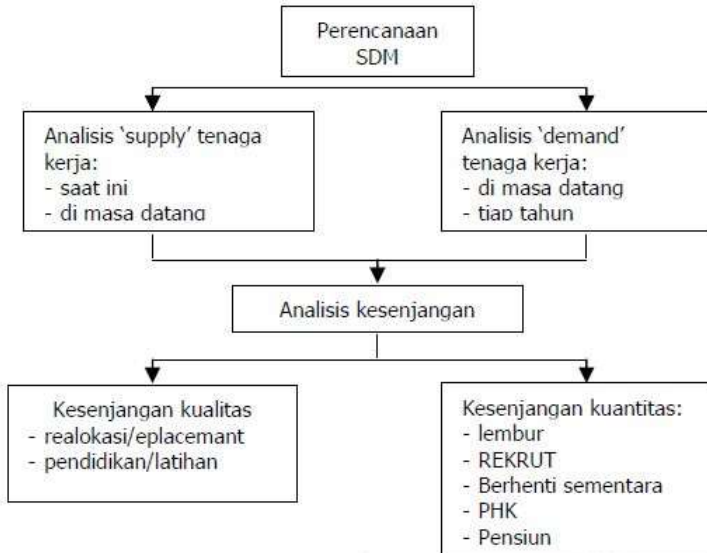 Perencanaan
SDM
Analisis ‘supply’ tenaga
kerja:
- saat ini
- di masa datang
Analisis ‘demand’
tenaga kerja:
- di masa datang
- tiap tahun
Analisis kesenjangan
Kesenjangan kualitas
- realokasi/eplacemant
- pendidikan/latihan
Kesenjangan kuantitas:
- lembur
- REKRUT
- Berhenti sementara
- PHK
- Pensiun